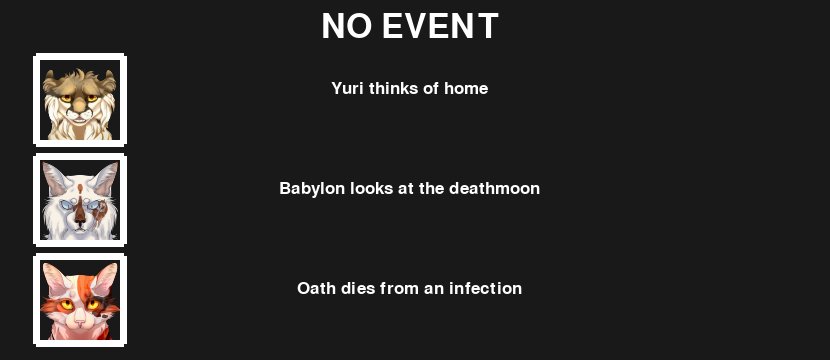 NO EVENT
Yuri thinks of home
Babylon looks at the deathmoon
Oath dies from an infection